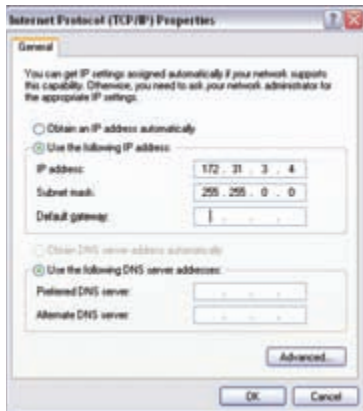 Internet Protocol (TCP/IP) Properties
General
You can get IP settings assigned automatically if your network supports
this capability. Otherwise, you need to ask your network administrator for
the appropriate IP settings.
Obtain an IP address automatically
Use the following IP address:
IP address: 172 . 31 . 3 . 4
Subnet mask: 255 . 255 . 0 . 0
Default gateway: . . .
Obtain DNS server address automatically
Use the following DNS server addresses:
Preferred DNS server: . . .
Alternate DNS server: . . .
Advanced...
OK Cancel